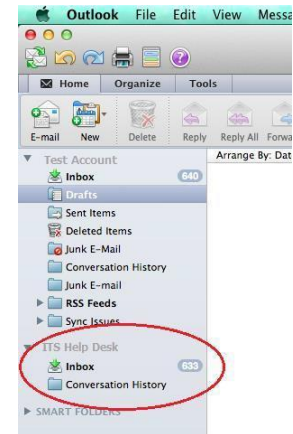 Outlook File Edit View Messa
Home Organize Tools
E-mail New Delete Reply Reply All Forwa
Arrange By: Dat
Test Account
Inbox 640
Drafts
Sent Items
Deleted Items
Junk E-Mail
Conversation History
Junk E-mail
RSS Feeds
Sync Issues
ITS Help Desk
Inbox 633
Conversation History
SMART FOLDERS